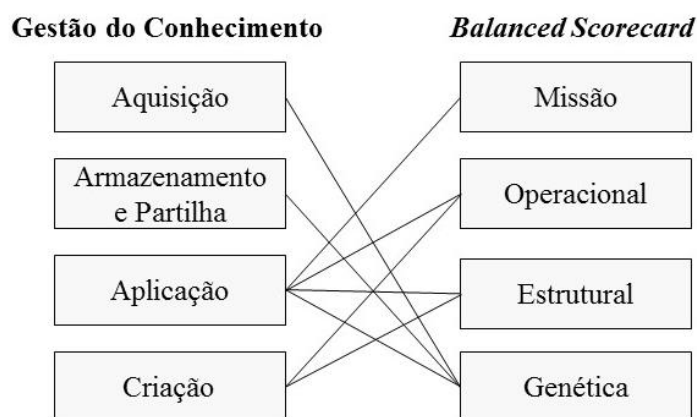 Gestão do Conhecimento
Balanced Scorecard
Aquisição
Missão
Armazenamento
e Partilha
Operacional
Aplicação
Estrutural
Criação
Genética